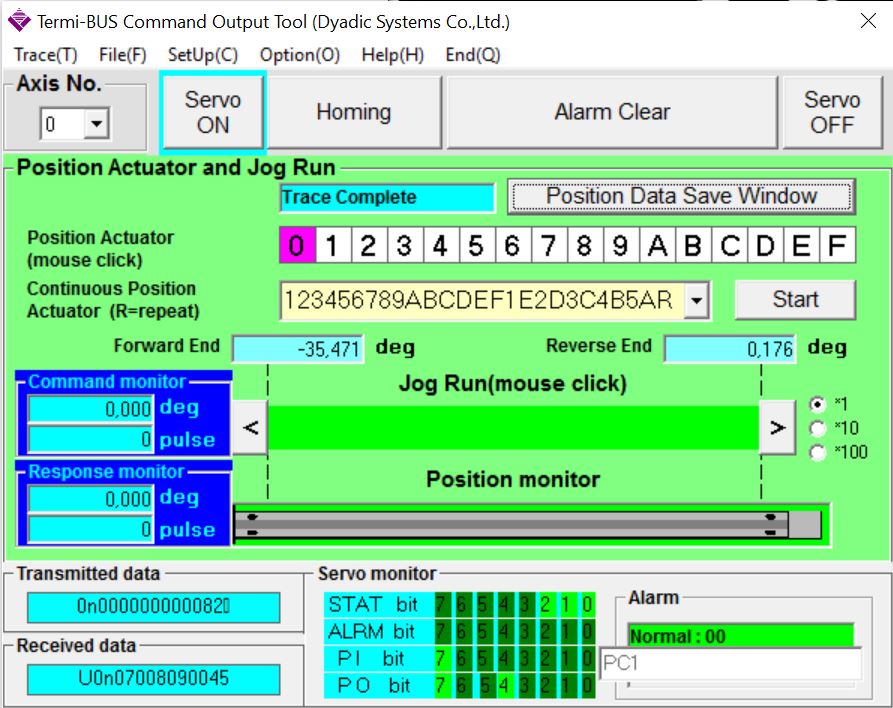 Termi-BUS Command Output Tool (Dyadic Systems Co.,Ltd.)
Trace(T) File(F) SetUp(C) Option(O) Help(H) End(Q)
Axis No.
0
Servo ON
Homing
Alarm Clear
Servo OFF
Position Actuator and Jog Run
Trace Complete
Position Data Save Window
Position Actuator
(mouse click)
0 1 2 3 4 5 6 7 8 9 A B C D E F
Continuous Position
Actuator (R=repeat)
123456789ABCDEF1E2D3C4B5AR
Start
Forward End -35,471 deg
Reverse End 0,176 deg
Command monitor
0,000 deg
0 pulse
Jog Run(mouse click)
< >
*1
*10
*100
Response monitor
0,000 deg
0 pulse
Position monitor
Transmitted data
0n0000000000820
Received data
U0n07008090045
Servo monitor
STAT bit 7 6 5 4 3 2 1 0
ALRM bit 7 6 5 4 3 2 1 0
PI bit 7 6 5 4 3 2 1 0
PO bit 7 6 5 4 3 2 1 0
Alarm
Normal : 00
PC1